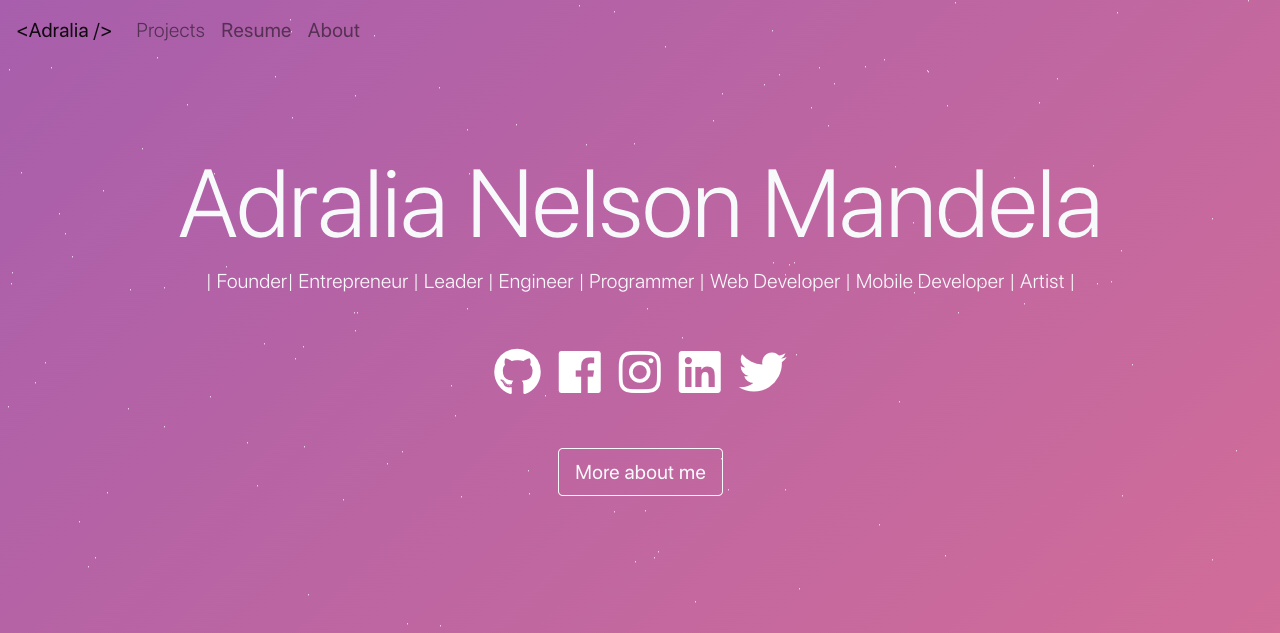 <Adralia /> Projects Resume About
Adralia Nelson Mandela
| Founder| Entrepreneur | Leader | Engineer | Programmer | Web Developer | Mobile Developer | Artist |
More about me